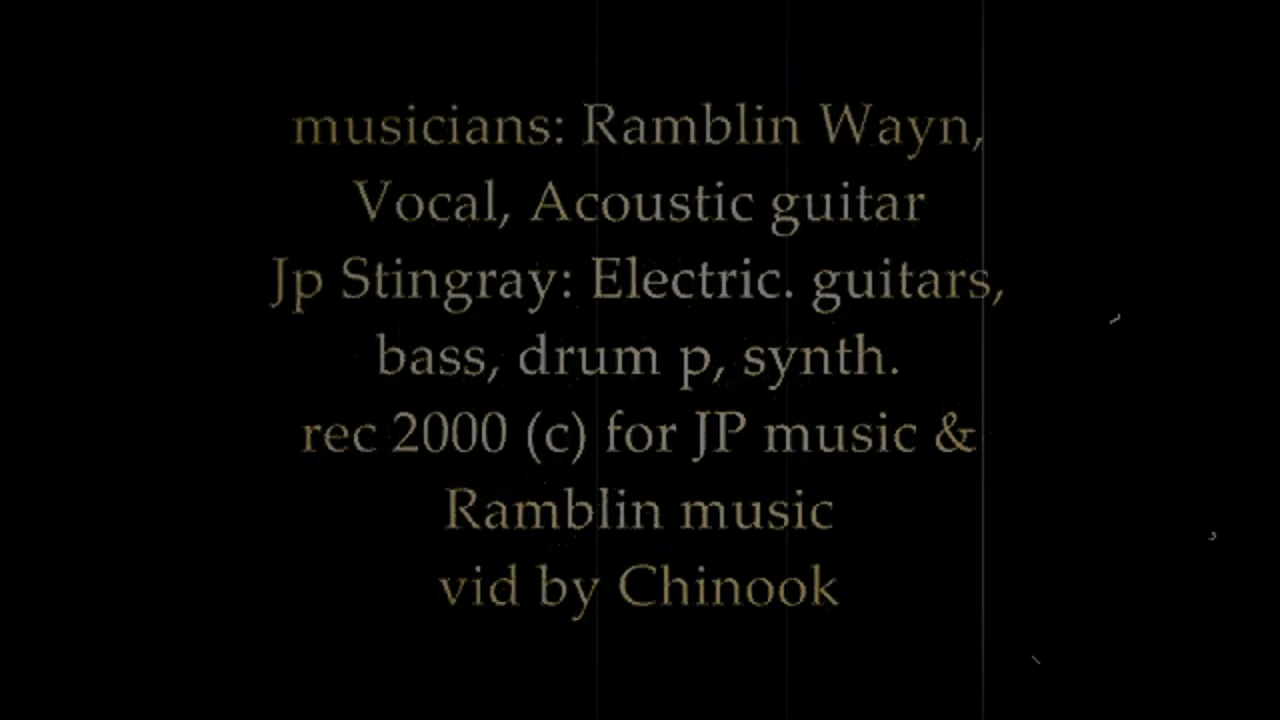 musicians: Ramblin Wayn,
Vocal, Acoustic guitar
Jp Stingray: Electric. guitars,
bass, drum p, synth.
rec 2000 (c) for JP music &
Ramblin music
vid by Chinook